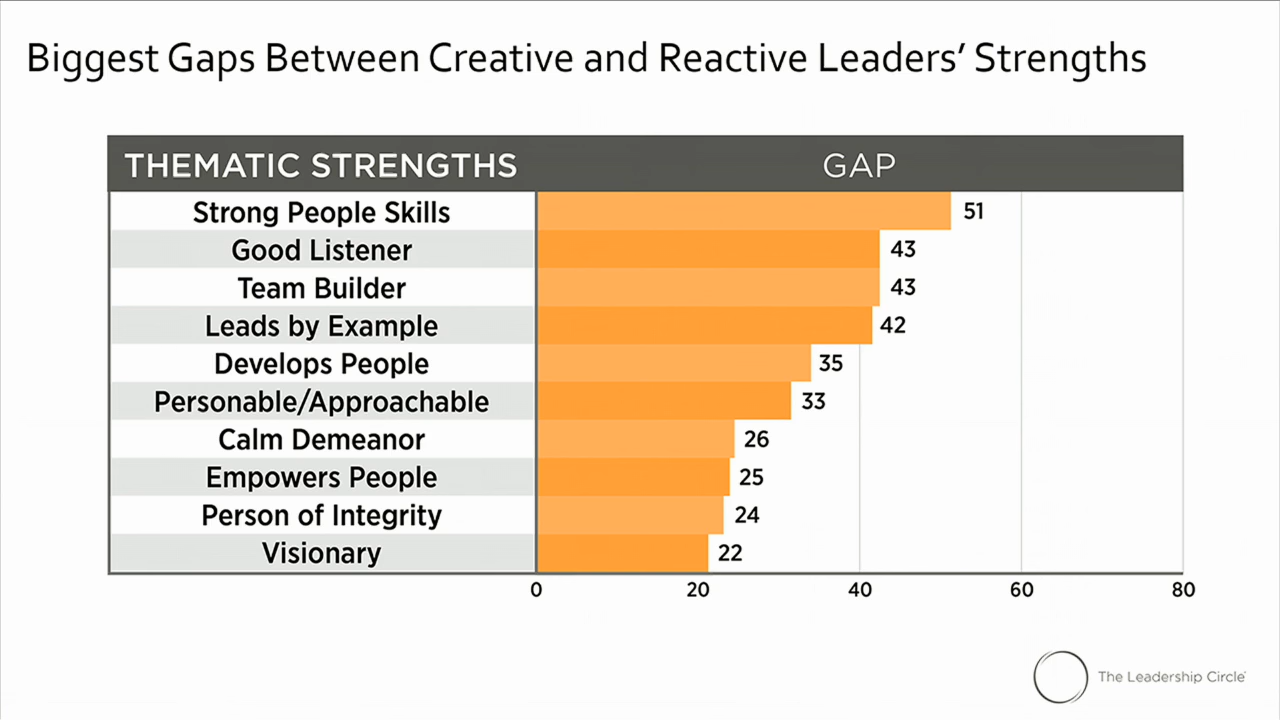 Biggest Gaps Between Creative and Reactive Leaders' Strengths
THEMATIC STRENGTHS GAP
Strong People Skills 51
Good Listener 43
Team Builder 43
Leads by Example 42
Develops People 35
Personable/Approachable 33
Calm Demeanor 26
Empowers People 25
Person of Integrity 24
Visionary 22
0 20 40 60 80
The Leadership Circle